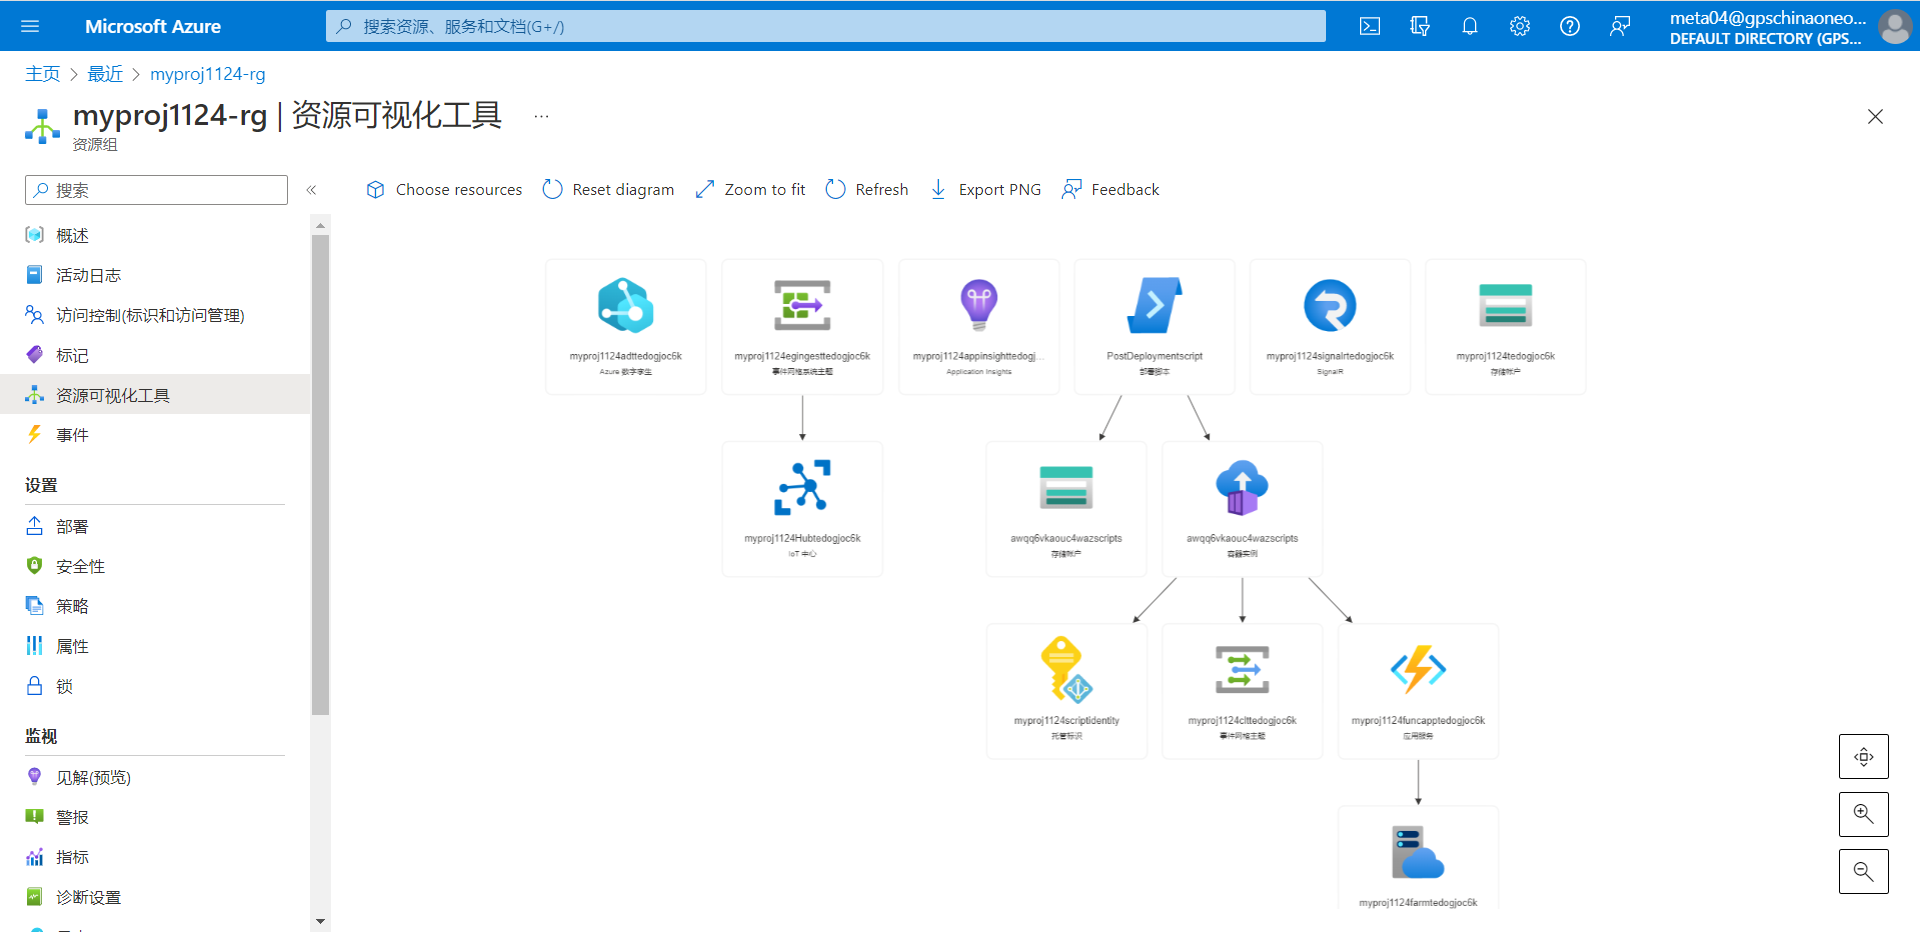 Microsoft Azure
搜索资源、服务和文档(G+/)
meta04@gpschinaoneo...
DEFAULT DIRECTORY (GPS...
主页 > 最近 > myproj1124-rg
myproj1124-rg | 资源可视化工具 ...
资源组
搜索
«
Choose resources Reset diagram Zoom to fit Refresh Export PNG Feedback
概述
活动日志
访问控制(标识和访问管理)
标记
资源可视化工具
事件
设置
部署
安全性
策略
属性
锁
监视
见解(预览)
警报
指标
诊断设置
myproj1124adttedogjoc6k
Azure 数字孪生
myproj1124egingesttedogjoc6k
事件网格系统主题
myproj1124appinsighttedogj...
Application Insights
PostDeploymentscript
部署脚本
myproj1124signalrtedogjoc6k
SignalR
myproj1124tedogjoc6k
存储帐户
myproj1124Hubtedogjoc6k
IoT 中心
awqq6vkaouc4wazscripts
存储帐户
awqq6vkaouc4wazscripts
容器实例
myproj1124scriptidentity
托管标识
myproj1124clttedogjoc6k
事件网格主题
myproj1124funcapptedogjoc6k
应用服务
myproj1124farmtedogjoc6k